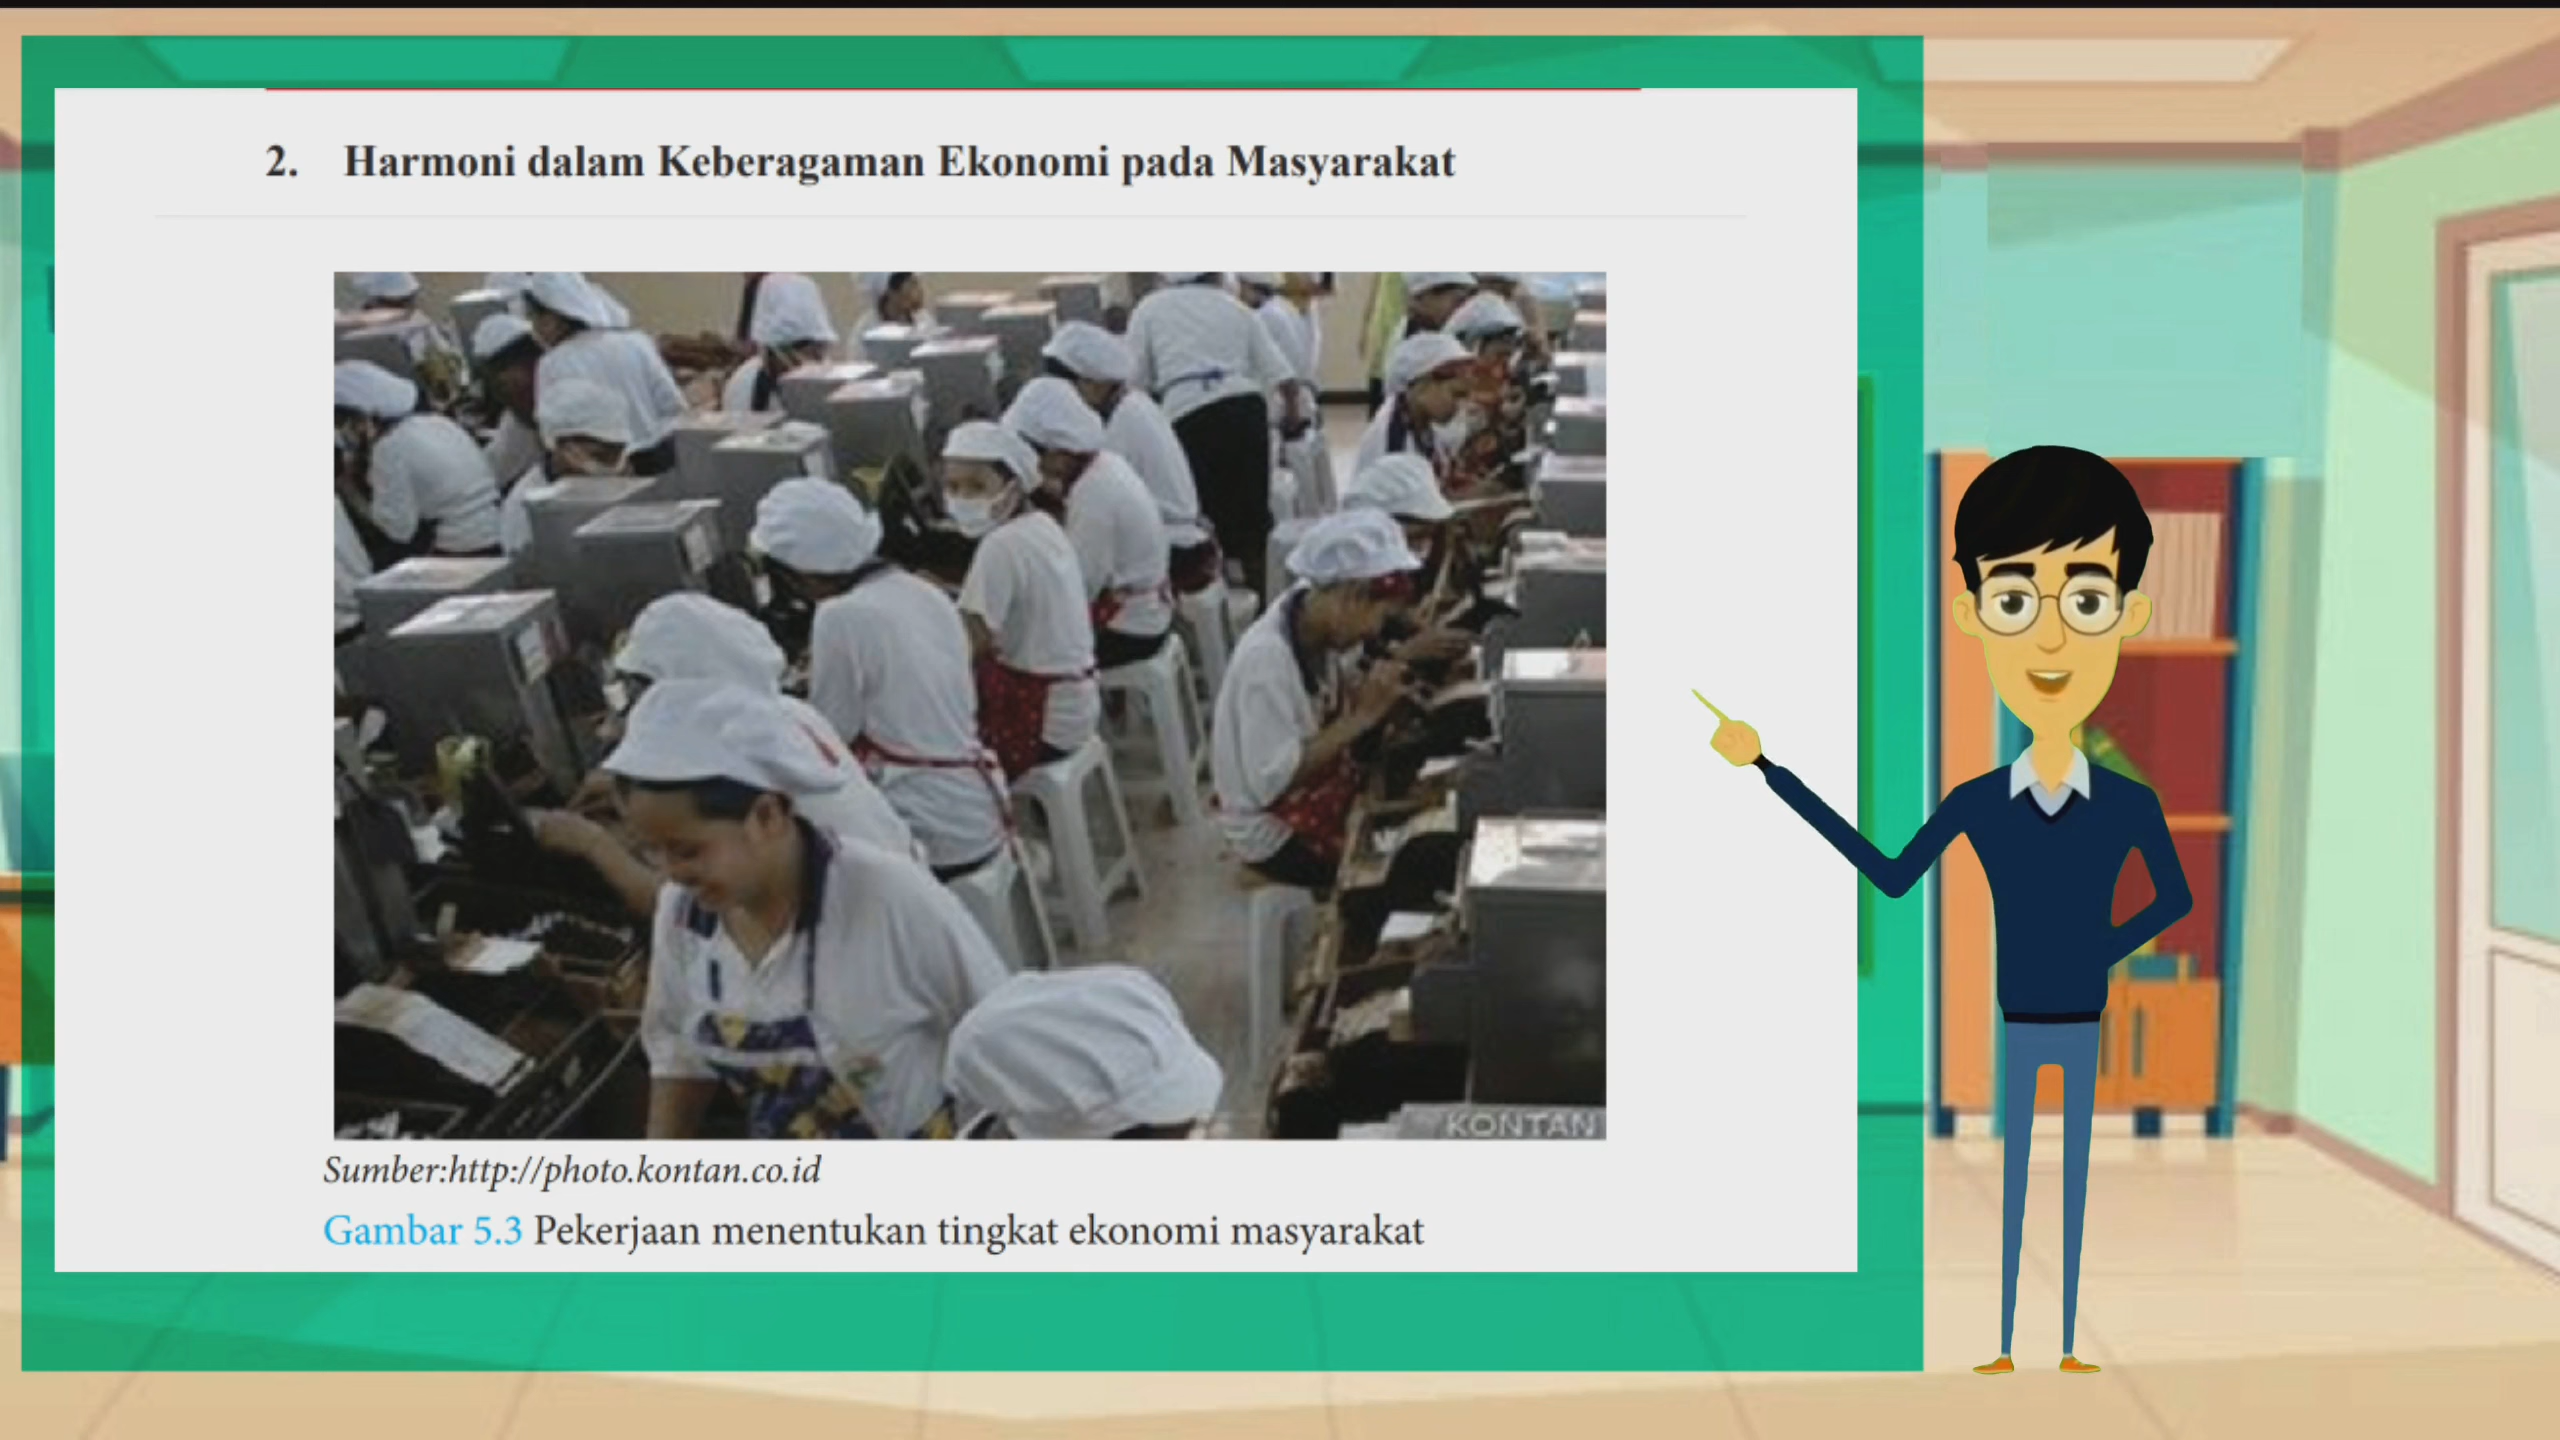 2. Harmoni dalam Keberagaman Ekonomi pada Masyarakat
KONTAN
Sumber:http://photo.kontan.co.id
Gambar 5.3 Pekerjaan menentukan tingkat ekonomi masyarakat